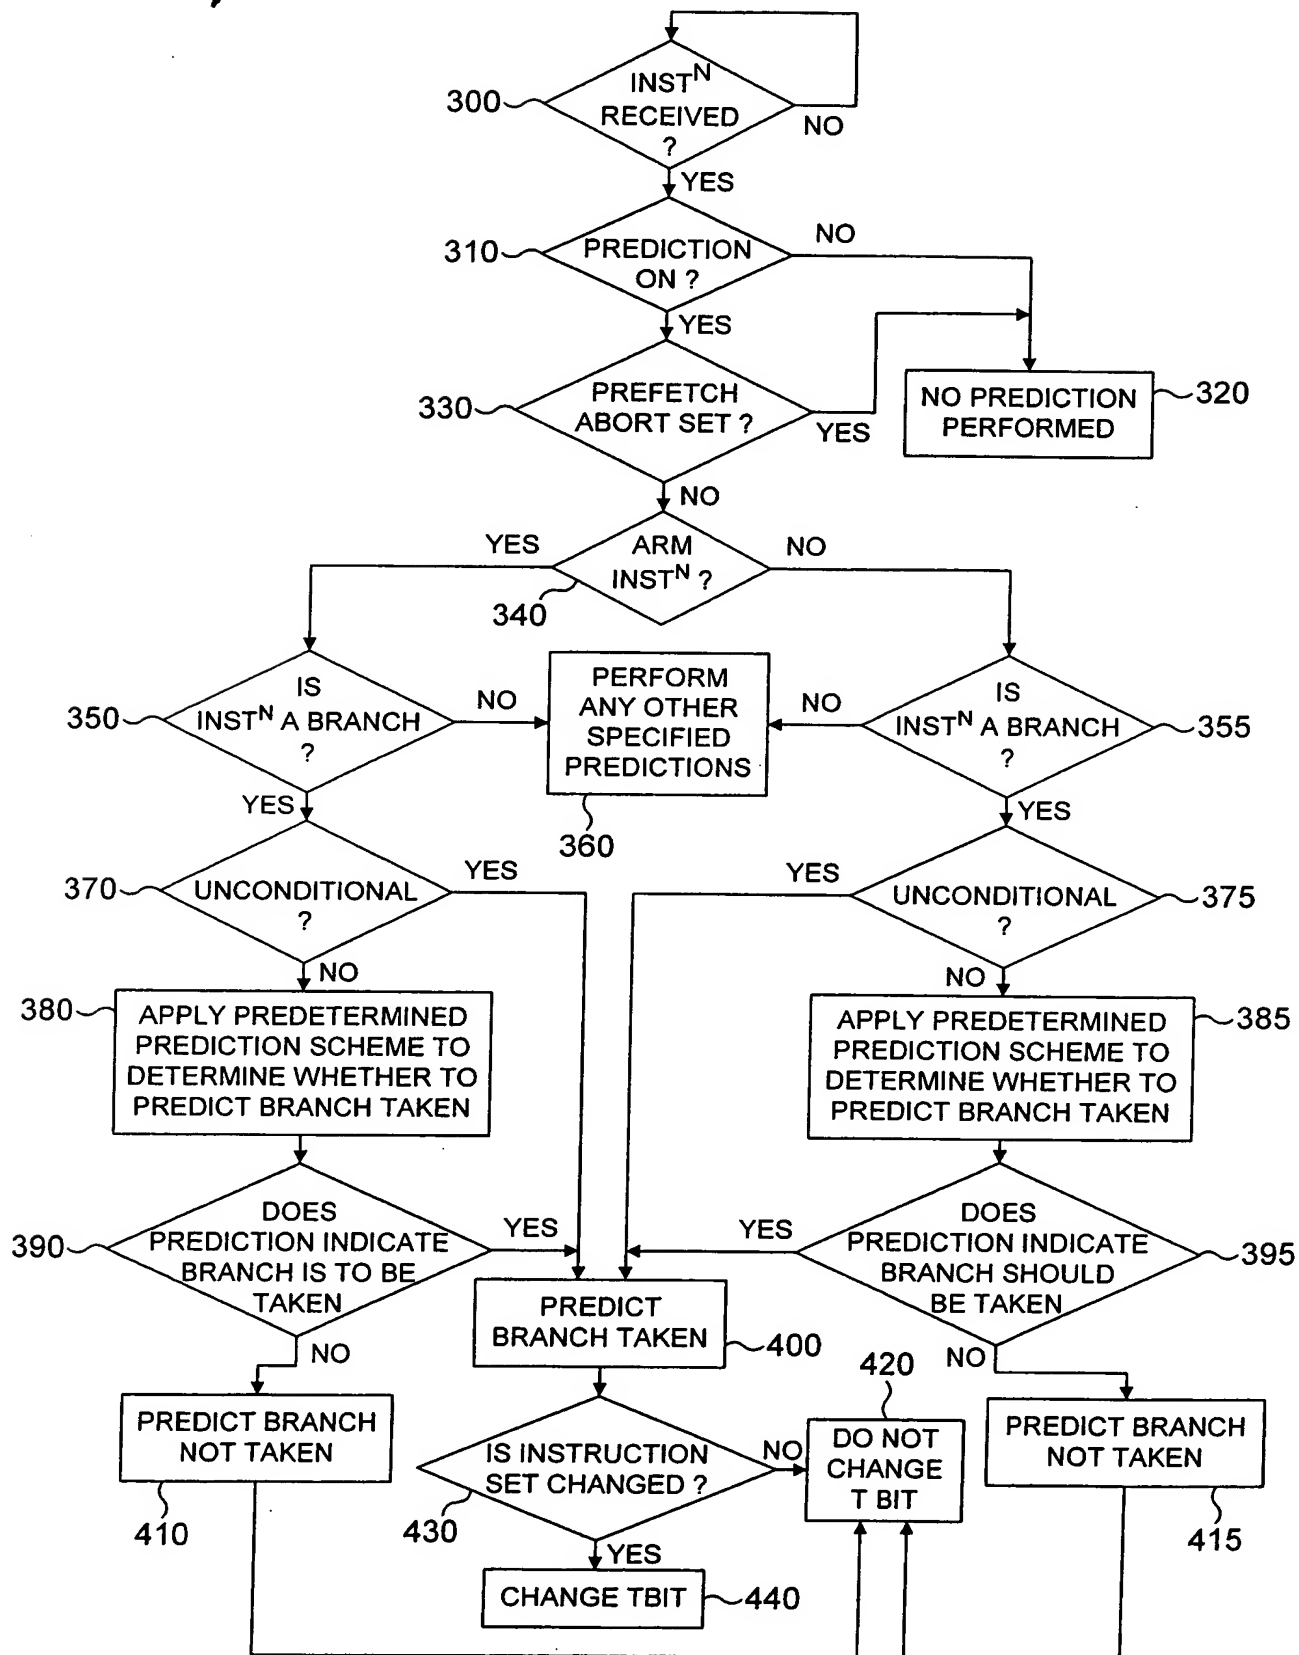 INST^N
RECEIVED
?
300
NO
YES
310
PREDICTION
ON ?
NO
YES
330
PREFETCH
ABORT SET ?
YES
NO PREDICTION
PERFORMED
320
NO
YES
ARM
INST^N ?
NO
340
350
IS
INST^N A BRANCH
?
NO
PERFORM
ANY OTHER
SPECIFIED
PREDICTIONS
360
NO
IS
INST^N A BRANCH
?
355
YES
YES
370
UNCONDITIONAL
?
YES
YES
UNCONDITIONAL
?
375
NO
NO
380
APPLY PREDETERMINED
PREDICTION SCHEME TO
DETERMINE WHETHER TO
PREDICT BRANCH TAKEN
APPLY PREDETERMINED
PREDICTION SCHEME TO
DETERMINE WHETHER TO
PREDICT BRANCH TAKEN
385
390
DOES
PREDICTION INDICATE
BRANCH IS TO BE
TAKEN
YES
YES
DOES
PREDICTION INDICATE
BRANCH SHOULD
BE TAKEN
395
PREDICT
BRANCH TAKEN
400
NO
NO
420
PREDICT BRANCH
NOT TAKEN
410
IS INSTRUCTION
SET CHANGED ?
430
NO
DO NOT
CHANGE
T BIT
PREDICT BRANCH
NOT TAKEN
415
YES
CHANGE TBIT
440